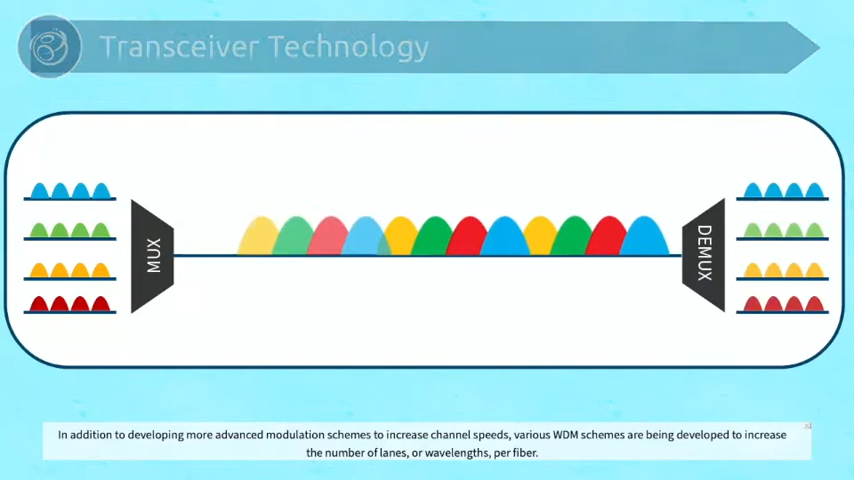 Transceiver Technology
MUX
DEMUX
In addition to developing more advanced modulation schemes to increase channel speeds, various WDM schemes are being developed to increase
the number of lanes, or wavelengths, per fiber.